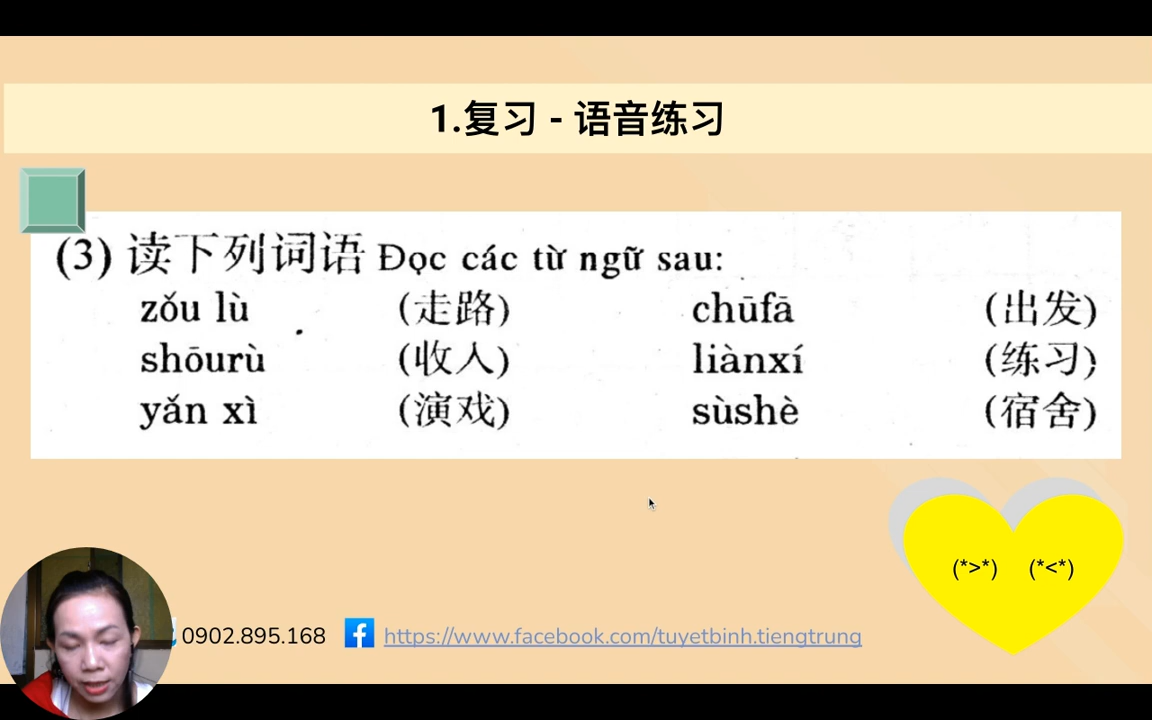 1.复习 - 语音练习
(3) 读下列词语 Đọc các từ ngữ sau:
zǒu lù (走路) chūfā (出发)
shōurù (收入) liànxí (练习)
yǎn xì (演戏) sùshè (宿舍)
(*>*) (*<*)
0902.895.168 https://www.facebook.com/tuyetbinh.tiengtrung